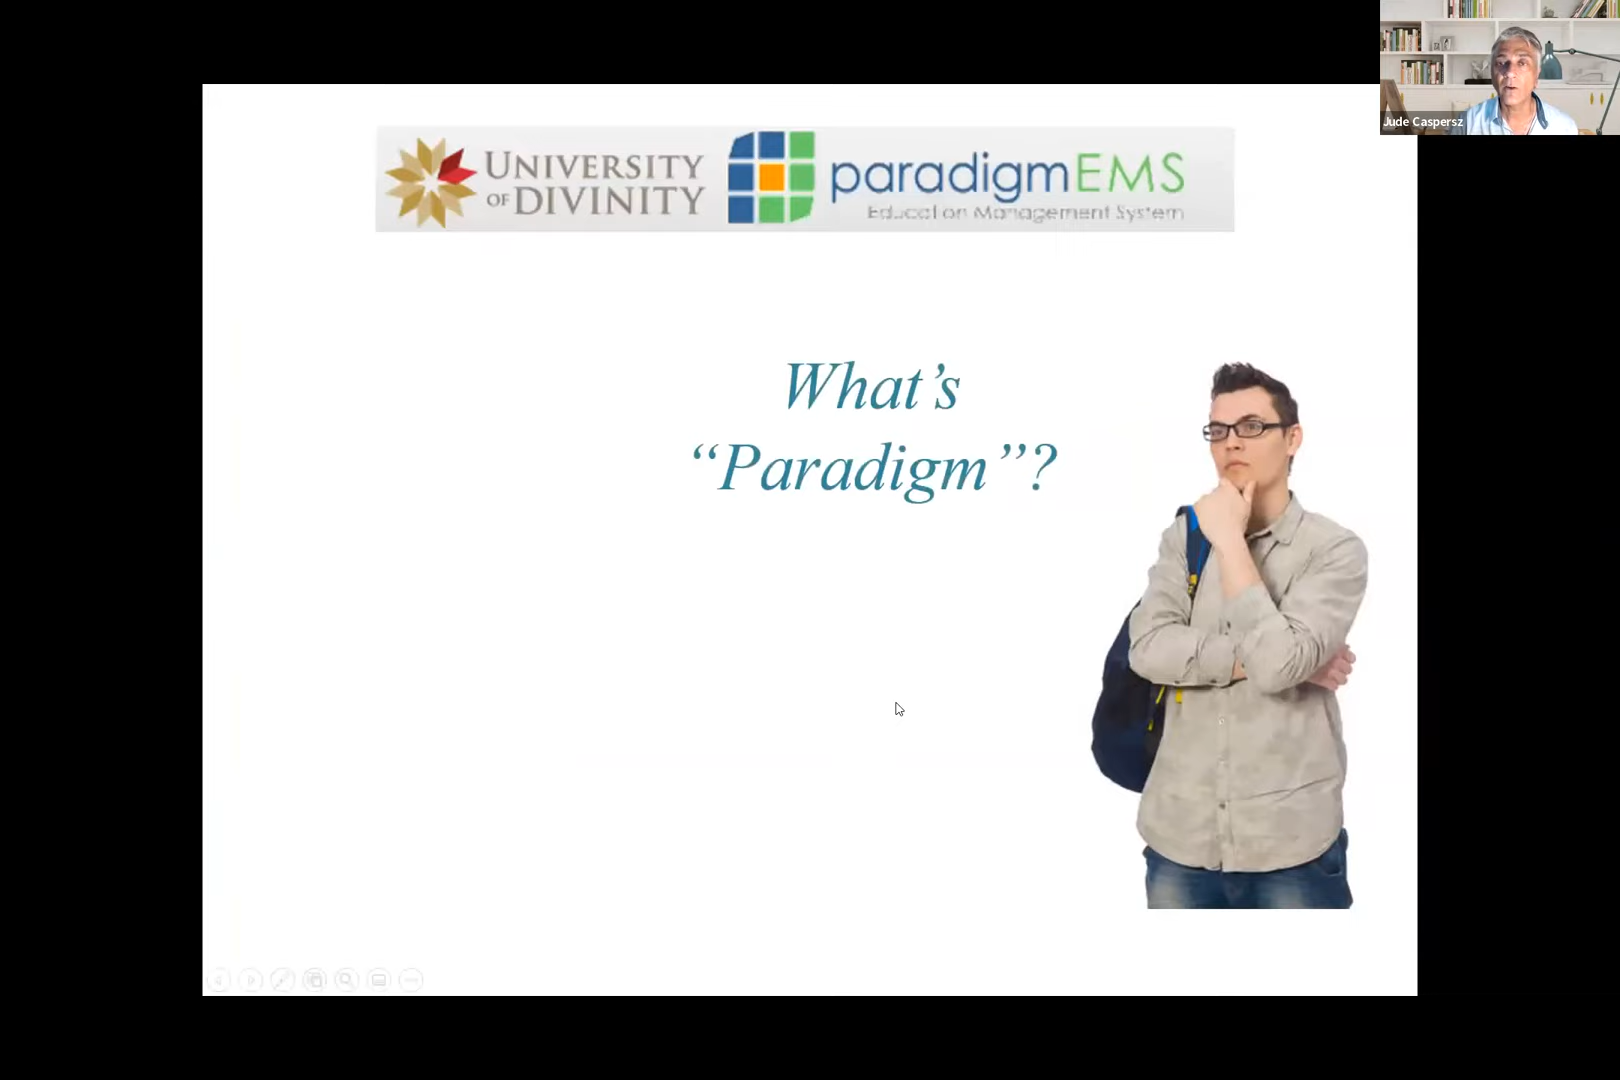 Jude Caspersz
UNIVERSITY
OF DIVINITY
paradigmEMS
Education Management System
What’s
“Paradigm”?